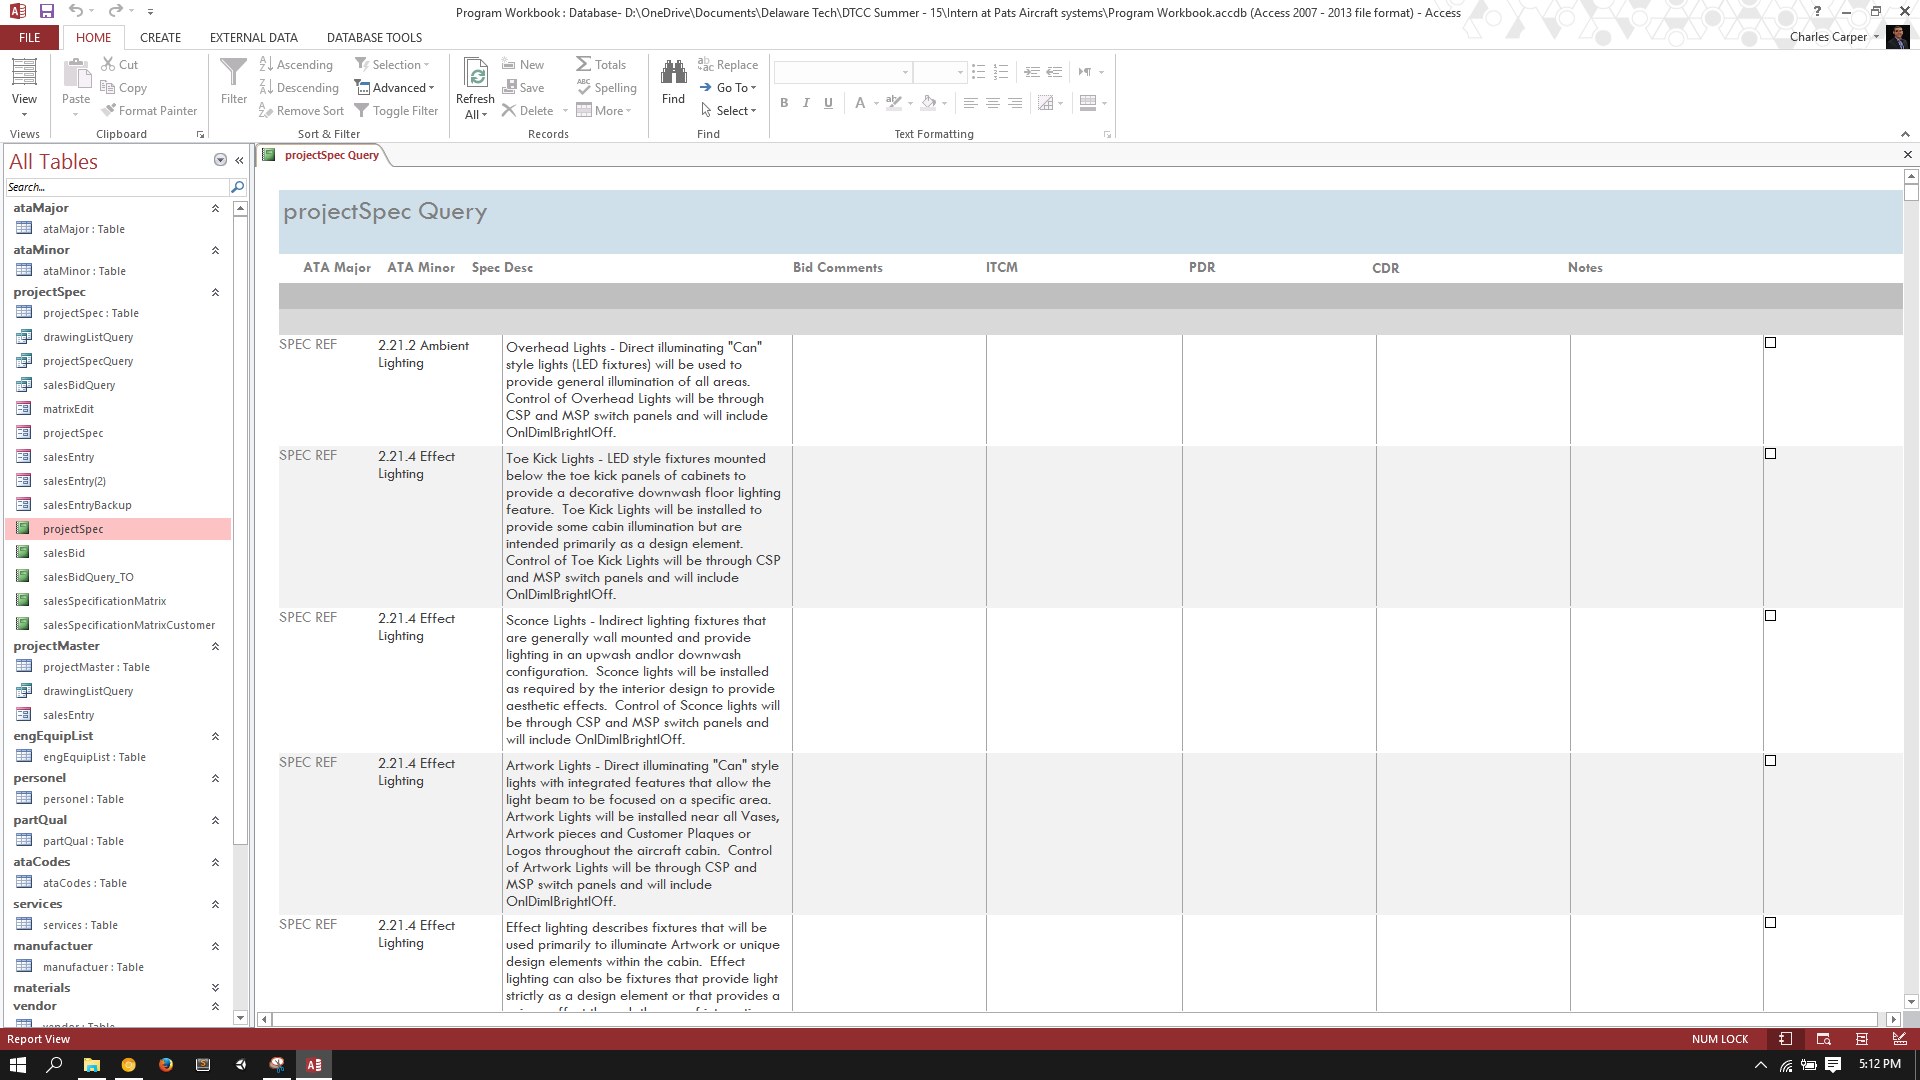 Program Workbook : Database- D:\OneDrive\Documents\Delaware Tech\DTCC Summer - 15\Intern at Pats Aircraft systems\Program Workbook.accdb (Access 2007 - 2013 file format) - Access
FILE HOME CREATE EXTERNAL DATA DATABASE TOOLS
Charles Carper
View
Views
Paste
Cut
Copy
Format Painter
Clipboard
Filter
Ascending
Descending
Remove Sort
Selection
Advanced
Toggle Filter
Sort & Filter
Refresh
All
New
Save
Delete
Totals
Spelling
More
Records
Find
Replace
Go To
Select
Find
B I U A
Text Formatting
All Tables
Search...
ataMajor
ataMajor : Table
ataMinor
ataMinor : Table
projectSpec
projectSpec : Table
drawingListQuery
projectSpecQuery
salesBidQuery
matrixEdit
projectSpec
salesEntry
salesEntry(2)
salesEntryBackup
projectSpec
salesBid
salesBidQuery_TO
salesSpecificationMatrix
salesSpecificationMatrixCustomer
projectMaster
projectMaster : Table
drawingListQuery
salesEntry
engEquipList
engEquipList : Table
personel
personel : Table
partQual
partQual : Table
ataCodes
ataCodes : Table
services
services : Table
manufactuer
manufactuer : Table
materials
vendor
vendor : Table
projectSpec Query
projectSpec Query
ATA Major ATA Minor Spec Desc Bid Comments ITCM PDR CDR Notes
SPEC REF
2.21.2 Ambient
Lighting
Overhead Lights - Direct illuminating "Can"
style lights (LED fixtures) will be used to
provide general illumination of all areas.
Control of Overhead Lights will be through
CSP and MSP switch panels and will include
On|Dim|Bright|Off.
SPEC REF
2.21.4 Effect
Lighting
Toe Kick Lights - LED style fixtures mounted
below the toe kick panels of cabinets to
provide a decorative downwash floor lighting
feature. Toe Kick Lights will be installed to
provide some cabin illumination but are
intended primarily as a design element.
Control of Toe Kick Lights will be through CSP
and MSP switch panels and will include
On|Dim|Bright|Off.
SPEC REF
2.21.4 Effect
Lighting
Sconce Lights - Indirect lighting fixtures that
are generally wall mounted and provide
lighting in an upwash and|or downwash
configuration. Sconce lights will be installed
as required by the interior design to provide
aesthetic effects. Control of Sconce lights will
be through CSP and MSP switch panels and
will include On|Dim|Bright|Off.
SPEC REF
2.21.4 Effect
Lighting
Artwork Lights - Direct illuminating "Can" style
lights with integrated features that allow the
light beam to be focused on a specific area.
Artwork Lights will be installed near all Vases,
Artwork pieces and Customer Plaques or
Logos throughout the aircraft cabin. Control
of Artwork Lights will be through CSP and
MSP switch panels and will include
On|Dim|Bright|Off.
SPEC REF
2.21.4 Effect
Lighting
Effect lighting describes fixtures that will be
used primarily to illuminate Artwork or unique
design elements within the cabin. Effect
lighting can also be fixtures that provide light
strictly as a design element or that provides a
Report View
NUM LOCK
5:12 PM